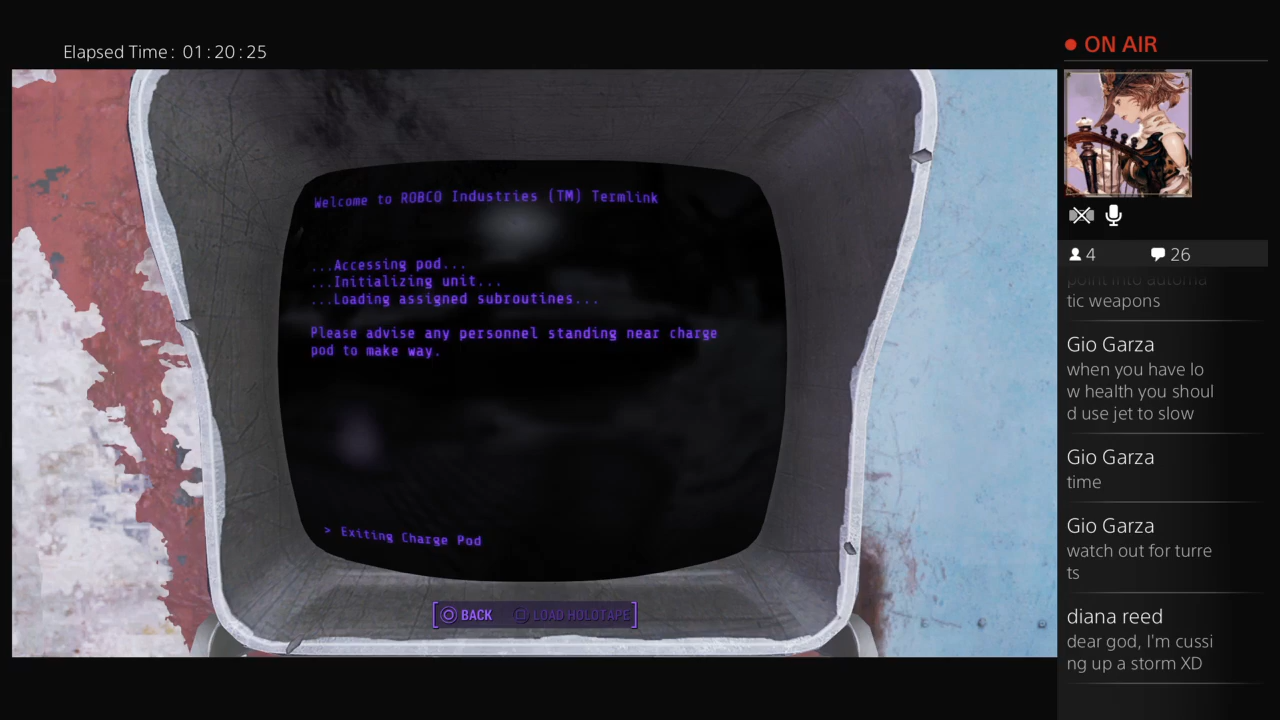 Elapsed Time: 01:20:25
ON AIR
Welcome to ROBCO Industries (TM) Termlink
...Accessing pod...
...Initializing unit...
...Loading assigned subroutines...
Please advise any personnel standing near charge
pod to make way.
> Exiting Charge Pod
BACK
LOAD HOLOTAPE
4
26
point into automa
tic weapons
Gio Garza
when you have lo
w health you shoul
d use jet to slow
Gio Garza
time
Gio Garza
watch out for turre
ts
diana reed
dear god, I'm cussi
ng up a storm XD